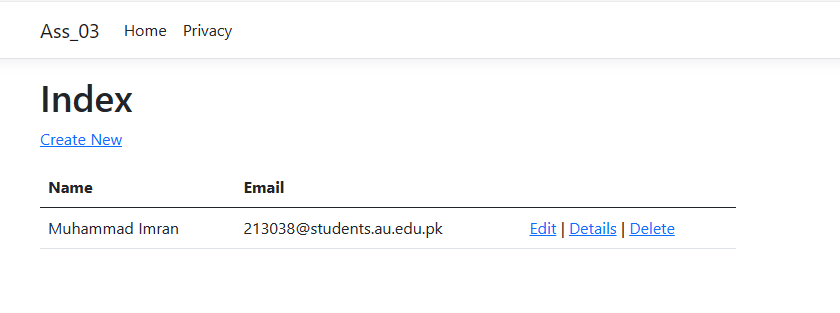 Ass_03 Home Privacy
Index
Create New
Name Email
Muhammad Imran 213038@students.au.edu.pk Edit | Details | Delete